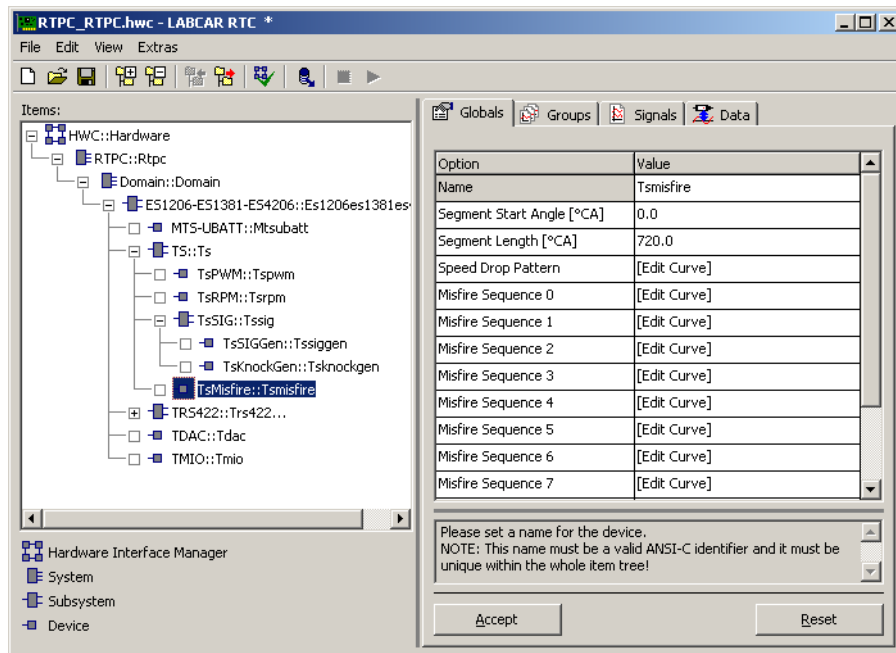 RTPC_RTPC.hwc - LABCAR RTC *
File Edit View Extras
Items:
HWC::Hardware
RTPC::Rtpc
Domain::Domain
ES1206-ES1381-ES4206::Es1206es1381es
MTS-UBATT::Mtsubatt
TS::Ts
TsPWM::Tspwm
TsRPM::Tsrpm
TsSIG::Tssig
TsSIGGen::Tssiggen
TsKnockGen::Tsknockgen
TsMisfire::Tsmisfire
TRS422::Trs422...
TDAC::Tdac
TMIO::Tmio
Hardware Interface Manager
System
Subsystem
Device
Globals Groups Signals Data
Option Value
Name Tsmisfire
Segment Start Angle [°CA] 0.0
Segment Length [°CA] 720.0
Speed Drop Pattern [Edit Curve]
Misfire Sequence 0 [Edit Curve]
Misfire Sequence 1 [Edit Curve]
Misfire Sequence 2 [Edit Curve]
Misfire Sequence 3 [Edit Curve]
Misfire Sequence 4 [Edit Curve]
Misfire Sequence 5 [Edit Curve]
Misfire Sequence 6 [Edit Curve]
Misfire Sequence 7 [Edit Curve]
Please set a name for the device.
NOTE: This name must be a valid ANSI-C identifier and it must be
unique within the whole item tree!
Accept Reset